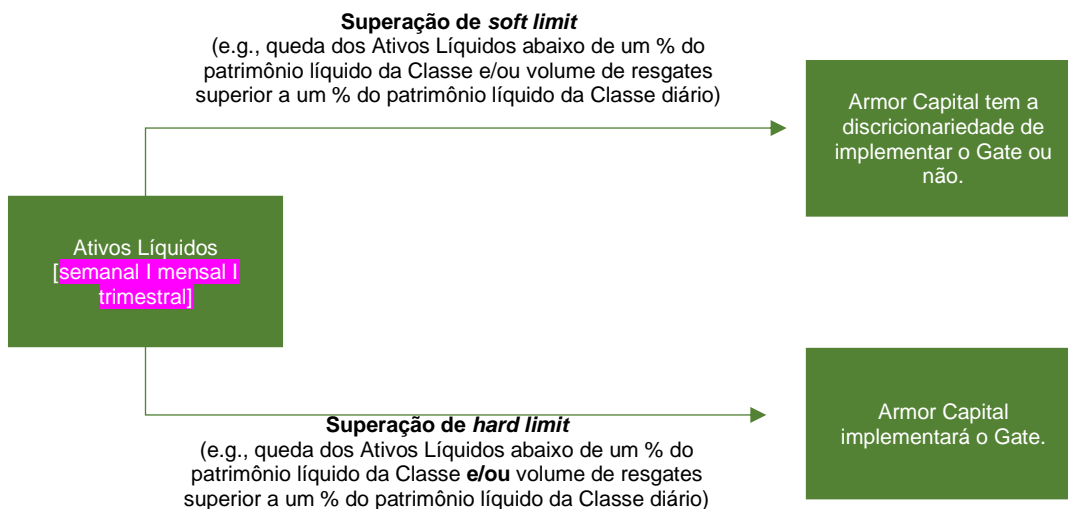 Superação de soft limit
(e.g., queda dos Ativos Líquidos abaixo de um % do
patrimônio líquido da Classe e/ou volume de resgates
superior a um % do patrimônio líquido da Classe diário)
Armor Capital tem a
discricionariedade de
implementar o Gate ou
não.
Ativos Líquidos
[semanal I mensal I
trimestral]
Superação de hard limit
(e.g., queda dos Ativos Líquidos abaixo de um % do
patrimônio líquido da Classe e/ou volume de resgates
superior a um % do patrimônio líquido da Classe diário)
Armor Capital
implementará o Gate.